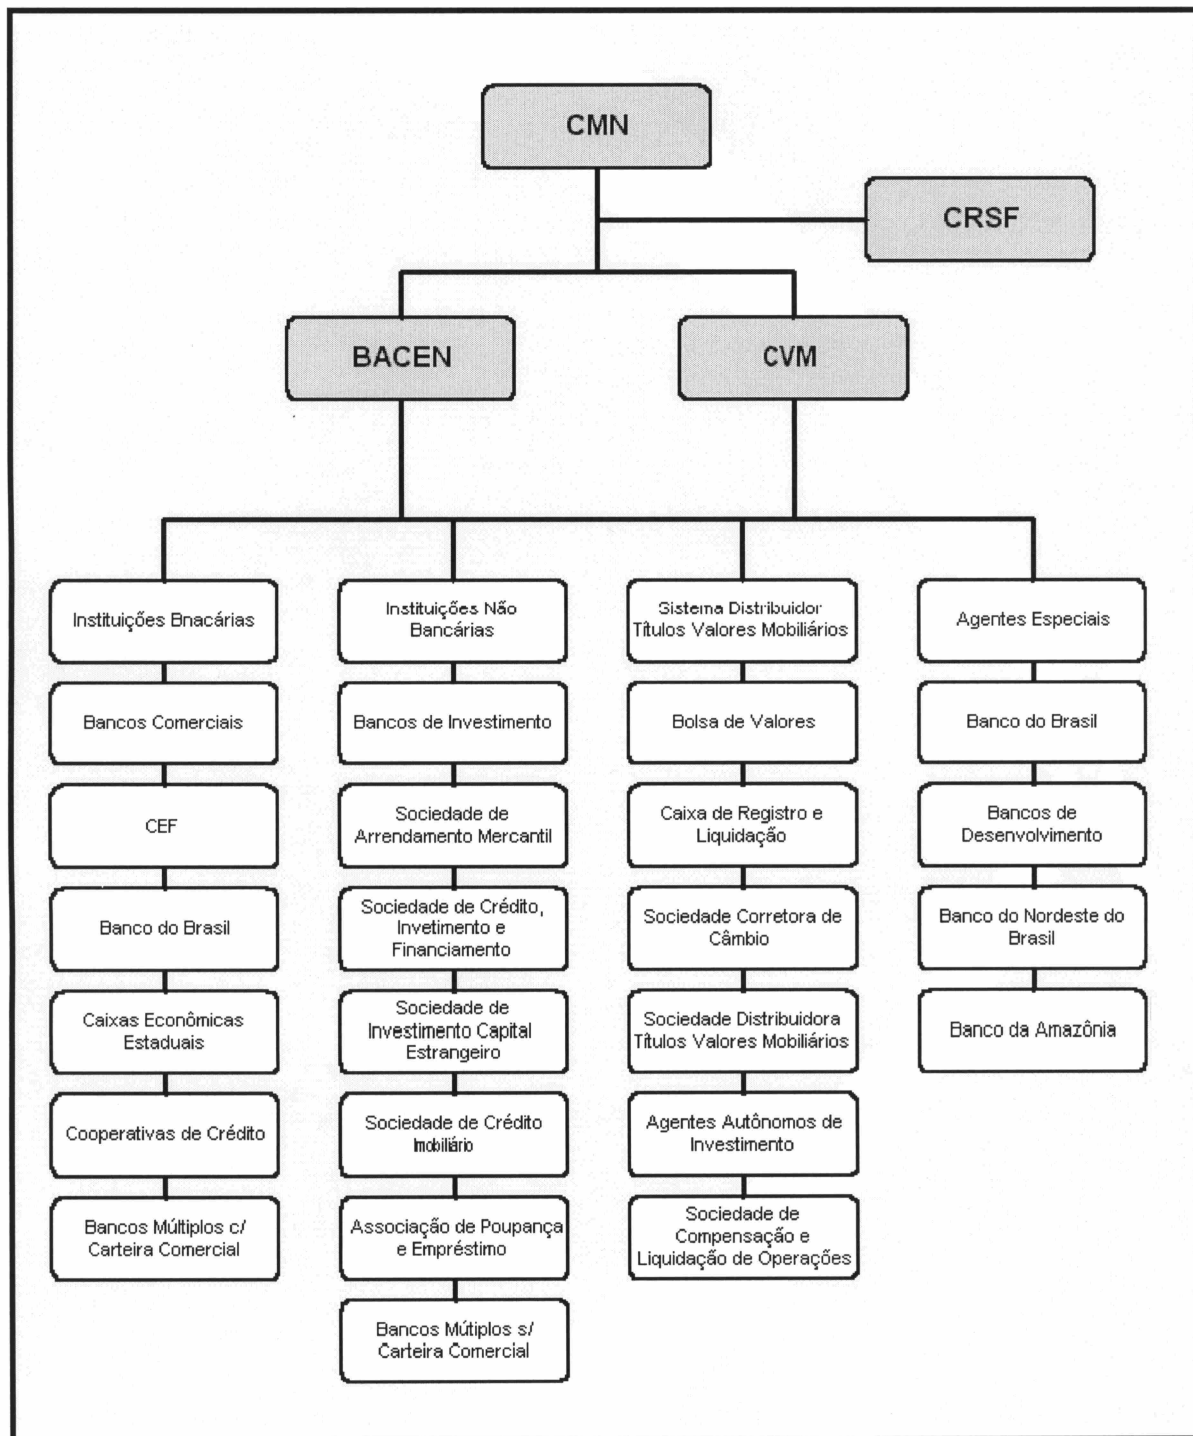 CMN
CRSF
BACEN
CVM
Instituições Bnacárias
Bancos Comerciais
CEF
Banco do Brasil
Caixas Econômicas
Estaduais
Cooperativas de Crédito
Bancos Múltiplos c/
Carteira Comercial
Instituições Não
Bancárias
Bancos de Investimento
Sociedade de
Arrendamento Mercantil
Sociedade de Crédito,
Invetimento e
Financiamento
Sociedade de
Investimento Capital
Estrangeiro
Sociedade de Crédito
Imobiliário
Associação de Poupança
e Empréstimo
Bancos Mútiplos s/
Carteira Comercial
Sistema Distribuidor
Títulos Valores Mobiliários
Bolsa de Valores
Caixa de Registro e
Liquidação
Sociedade Corretora de
Câmbio
Sociedade Distribuidora
Títulos Valores Mobiliários
Agentes Autônomos de
Investimento
Sociedade de
Compensação e
Liquidação de Operações
Agentes Especiais
Banco do Brasil
Bancos de
Desenvolvimento
Banco do Nordeste do
Brasil
Banco da Amazônia